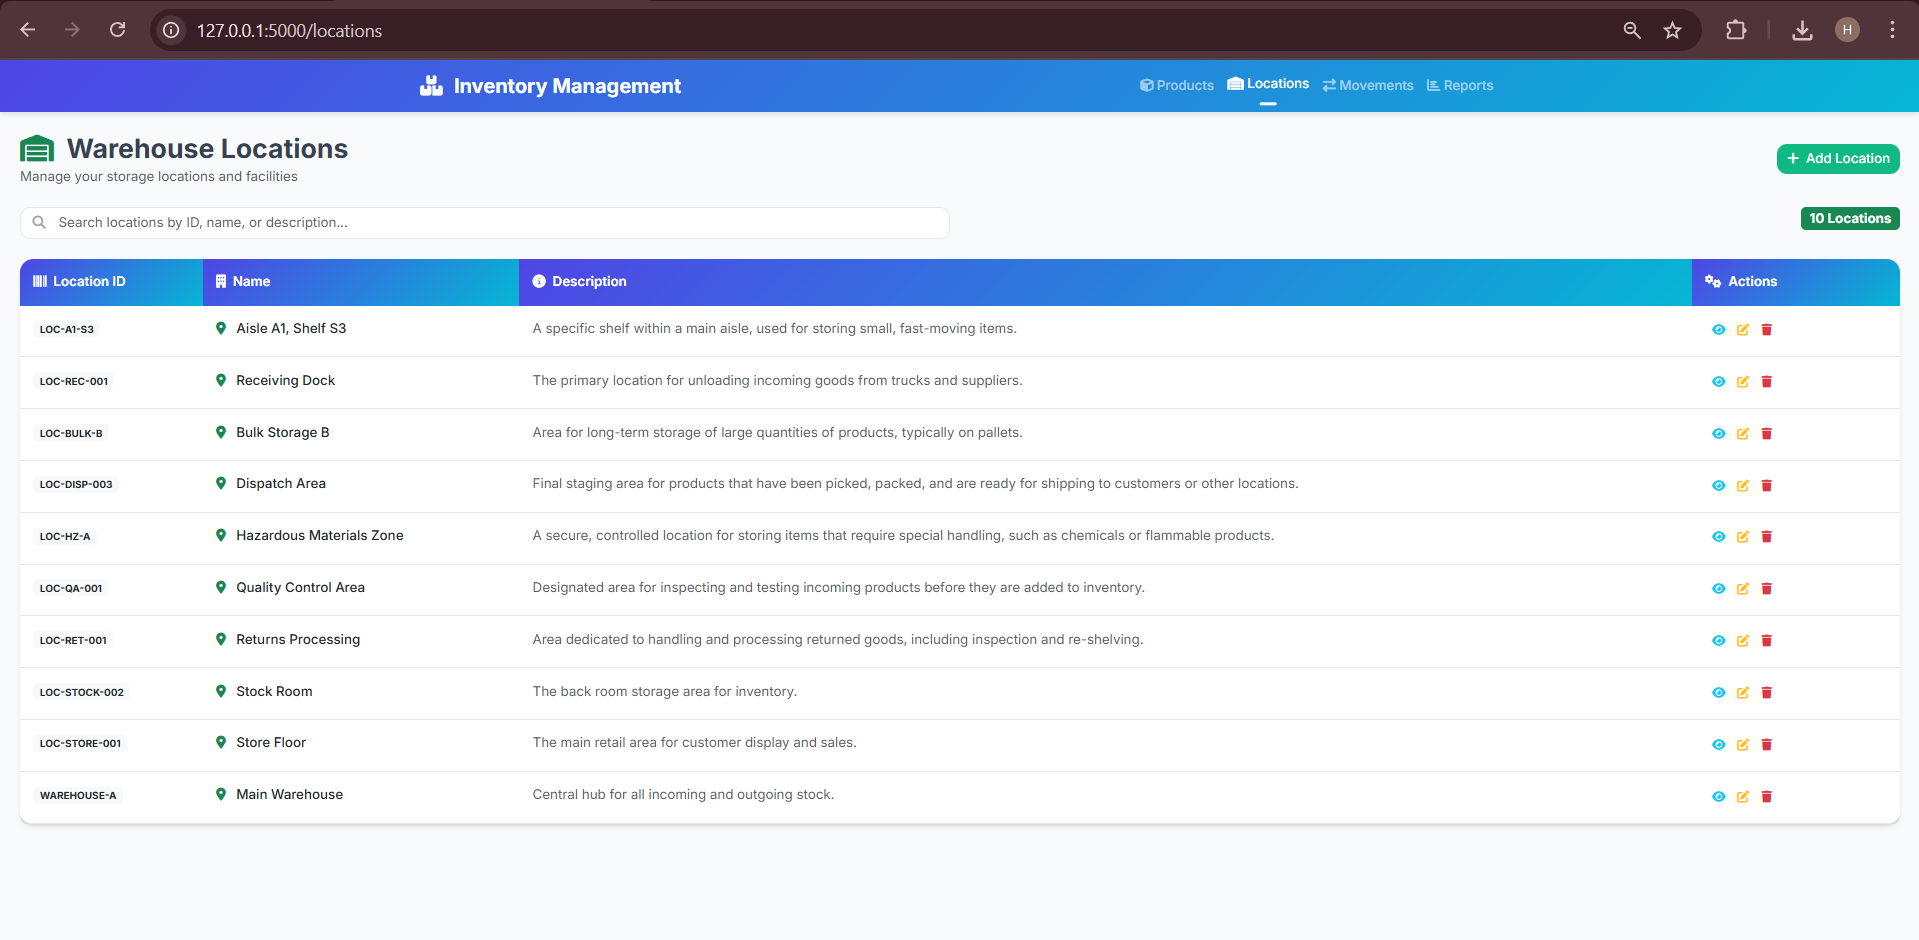 127.0.0.1:5000/locations
H
Inventory Management
Products Locations Movements Reports
Warehouse Locations
Manage your storage locations and facilities
+ Add Location
Search locations by ID, name, or description...
10 Locations
Location ID Name Description Actions
LOC-A1-S3 Aisle A1, Shelf S3 A specific shelf within a main aisle, used for storing small, fast-moving items.
LOC-REC-001 Receiving Dock The primary location for unloading incoming goods from trucks and suppliers.
LOC-BULK-B Bulk Storage B Area for long-term storage of large quantities of products, typically on pallets.
LOC-DISP-003 Dispatch Area Final staging area for products that have been picked, packed, and are ready for shipping to customers or other locations.
LOC-HZ-A Hazardous Materials Zone A secure, controlled location for storing items that require special handling, such as chemicals or flammable products.
LOC-QA-001 Quality Control Area Designated area for inspecting and testing incoming products before they are added to inventory.
LOC-RET-001 Returns Processing Area dedicated to handling and processing returned goods, including inspection and re-shelving.
LOC-STOCK-002 Stock Room The back room storage area for inventory.
LOC-STORE-001 Store Floor The main retail area for customer display and sales.
WAREHOUSE-A Main Warehouse Central hub for all incoming and outgoing stock.